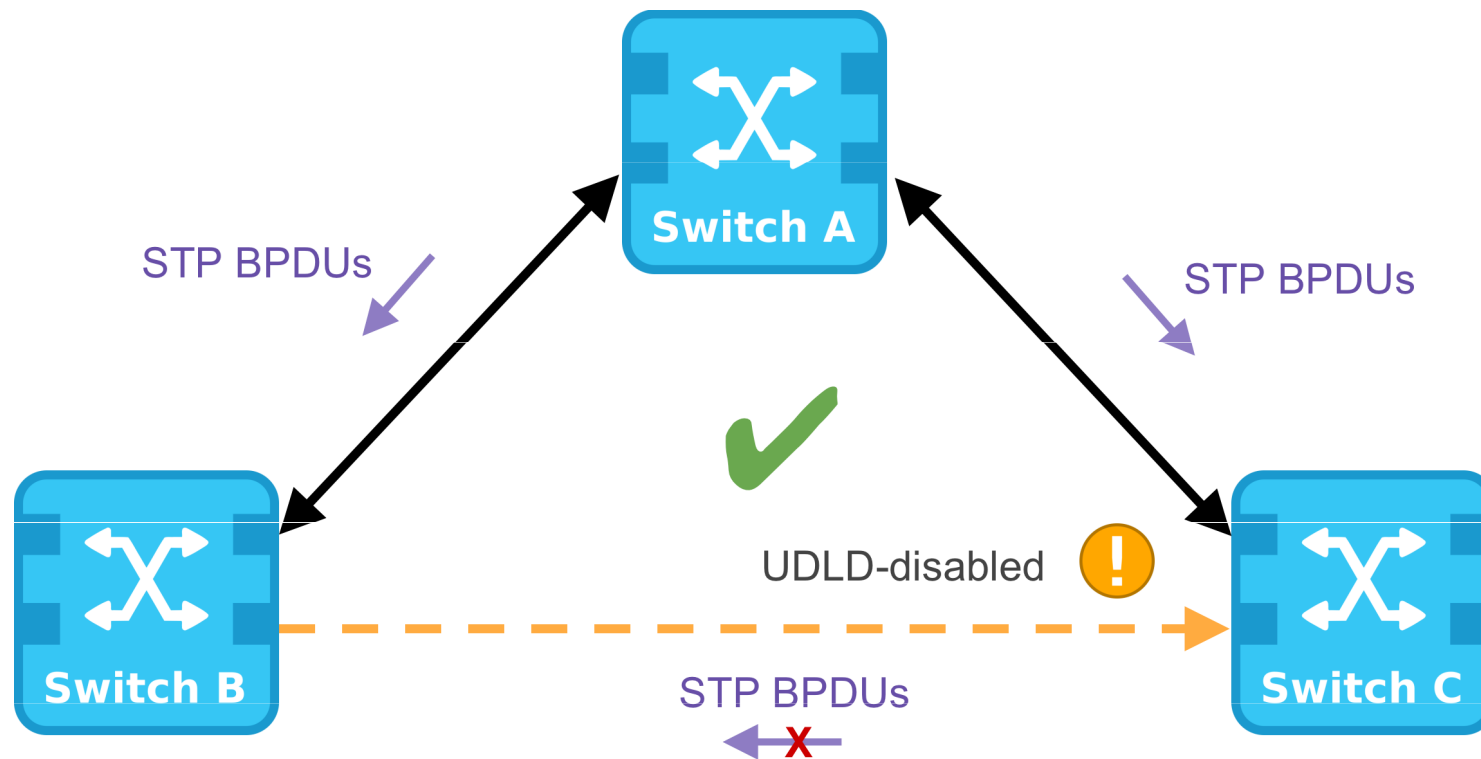 Switch A
STP BPDUs
STP BPDUs
UDLD-disabled
!
Switch B
STP BPDUs
X
Switch C